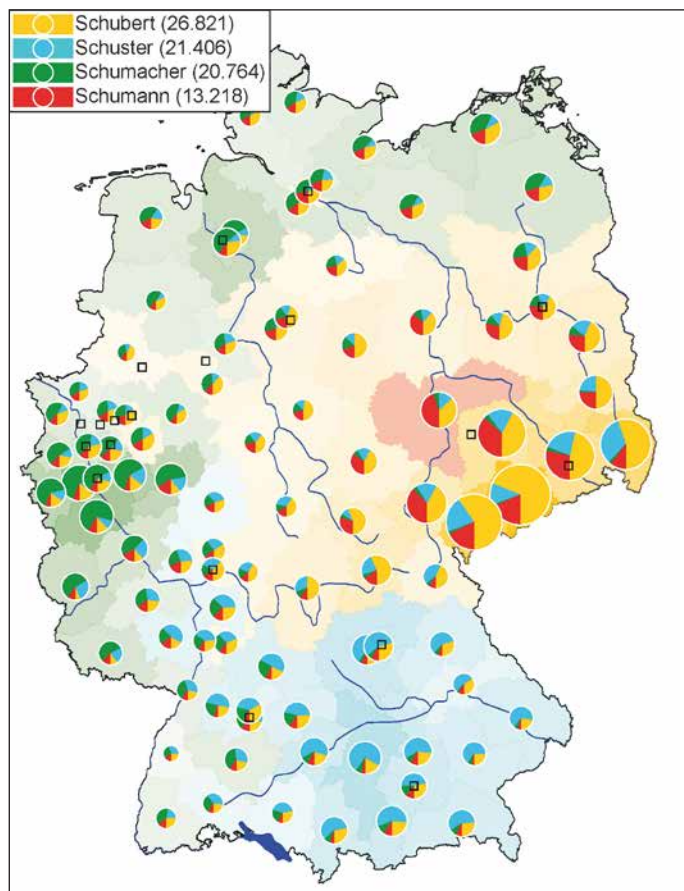 Schubert (26.821)
Schuster (21.406)
Schumacher (20.764)
Schumann (13.218)